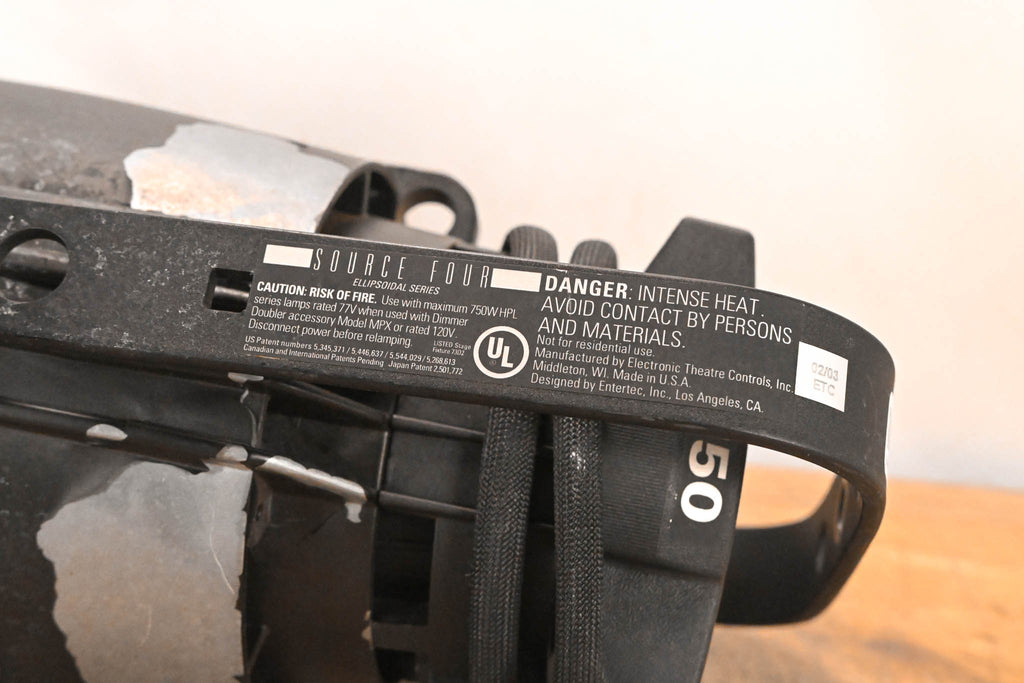 SOURCE FOUR
ELLIPSOIDAL SERIES
CAUTION: RISK OF FIRE. Use with maximum 750W HPL
series lamps rated 77V when used with Dimmer
Doubler accessory Model MPX or rated 120V.
Disconnect power before relamping.
LISTED Stage
Fixture 73D2
US Patent numbers 5,345,371 / 5,446,637 / 5,544,029 / 5,268,613
Canadian and International Patents Pending Japan Patent 2,501,772
UL
DANGER: INTENSE HEAT.
AVOID CONTACT BY PERSONS
AND MATERIALS.
Not for residential use.
Manufactured by Electronic Theatre Controls, Inc.
Middleton, WI. Made in U.S.A.
Designed by Entertec, Inc., Los Angeles, CA.
02/03
ETC
50